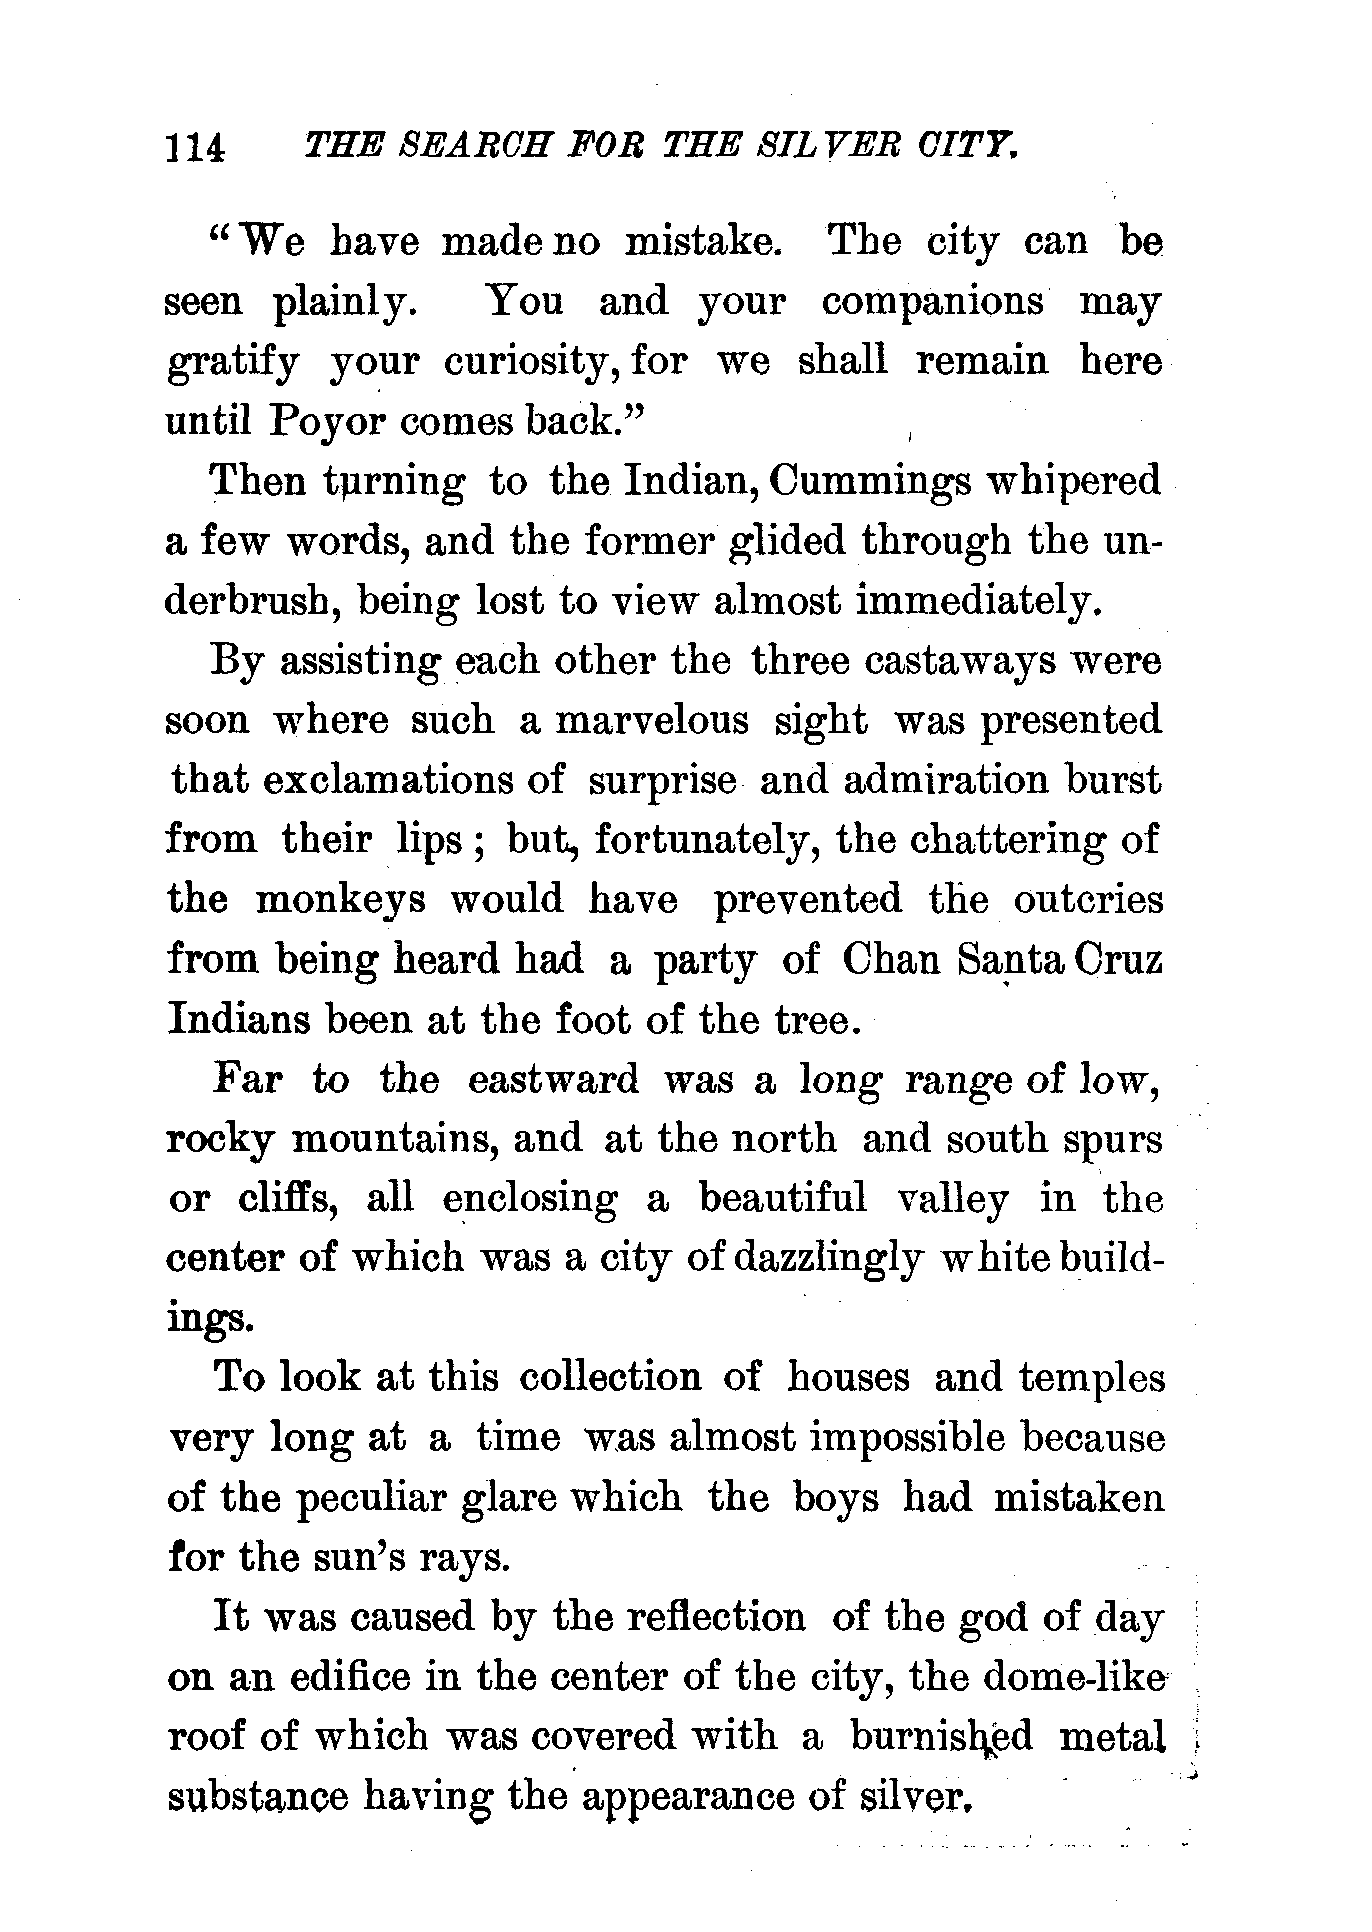 114 THE SEARCH FOR THE SILVER CITY.
“We have made no mistake. The city can be
seen plainly. You and your companions may
gratify your curiosity, for we shall remain here
until Poyor comes back.”
Then turning to the Indian, Cummings whipered
a few words, and the former glided through the un-
derbrush, being lost to view almost immediately.
By assisting each other the three castaways were
soon where such a marvelous sight was presented
that exclamations of surprise and admiration burst
from their lips; but, fortunately, the chattering of
the monkeys would have prevented the outcries
from being heard had a party of Chan Santa Cruz
Indians been at the foot of the tree.
Far to the eastward was a long range of low,
rocky mountains, and at the north and south spurs
or cliffs, all enclosing a beautiful valley in the
center of which was a city of dazzlingly white build-
ings.
To look at this collection of houses and temples
very long at a time was almost impossible because
of the peculiar glare which the boys had mistaken
for the sun’s rays.
It was caused by the reflection of the god of day
on an edifice in the center of the city, the dome-like
roof of which was covered with a burnished metal
substance having the appearance of silver.